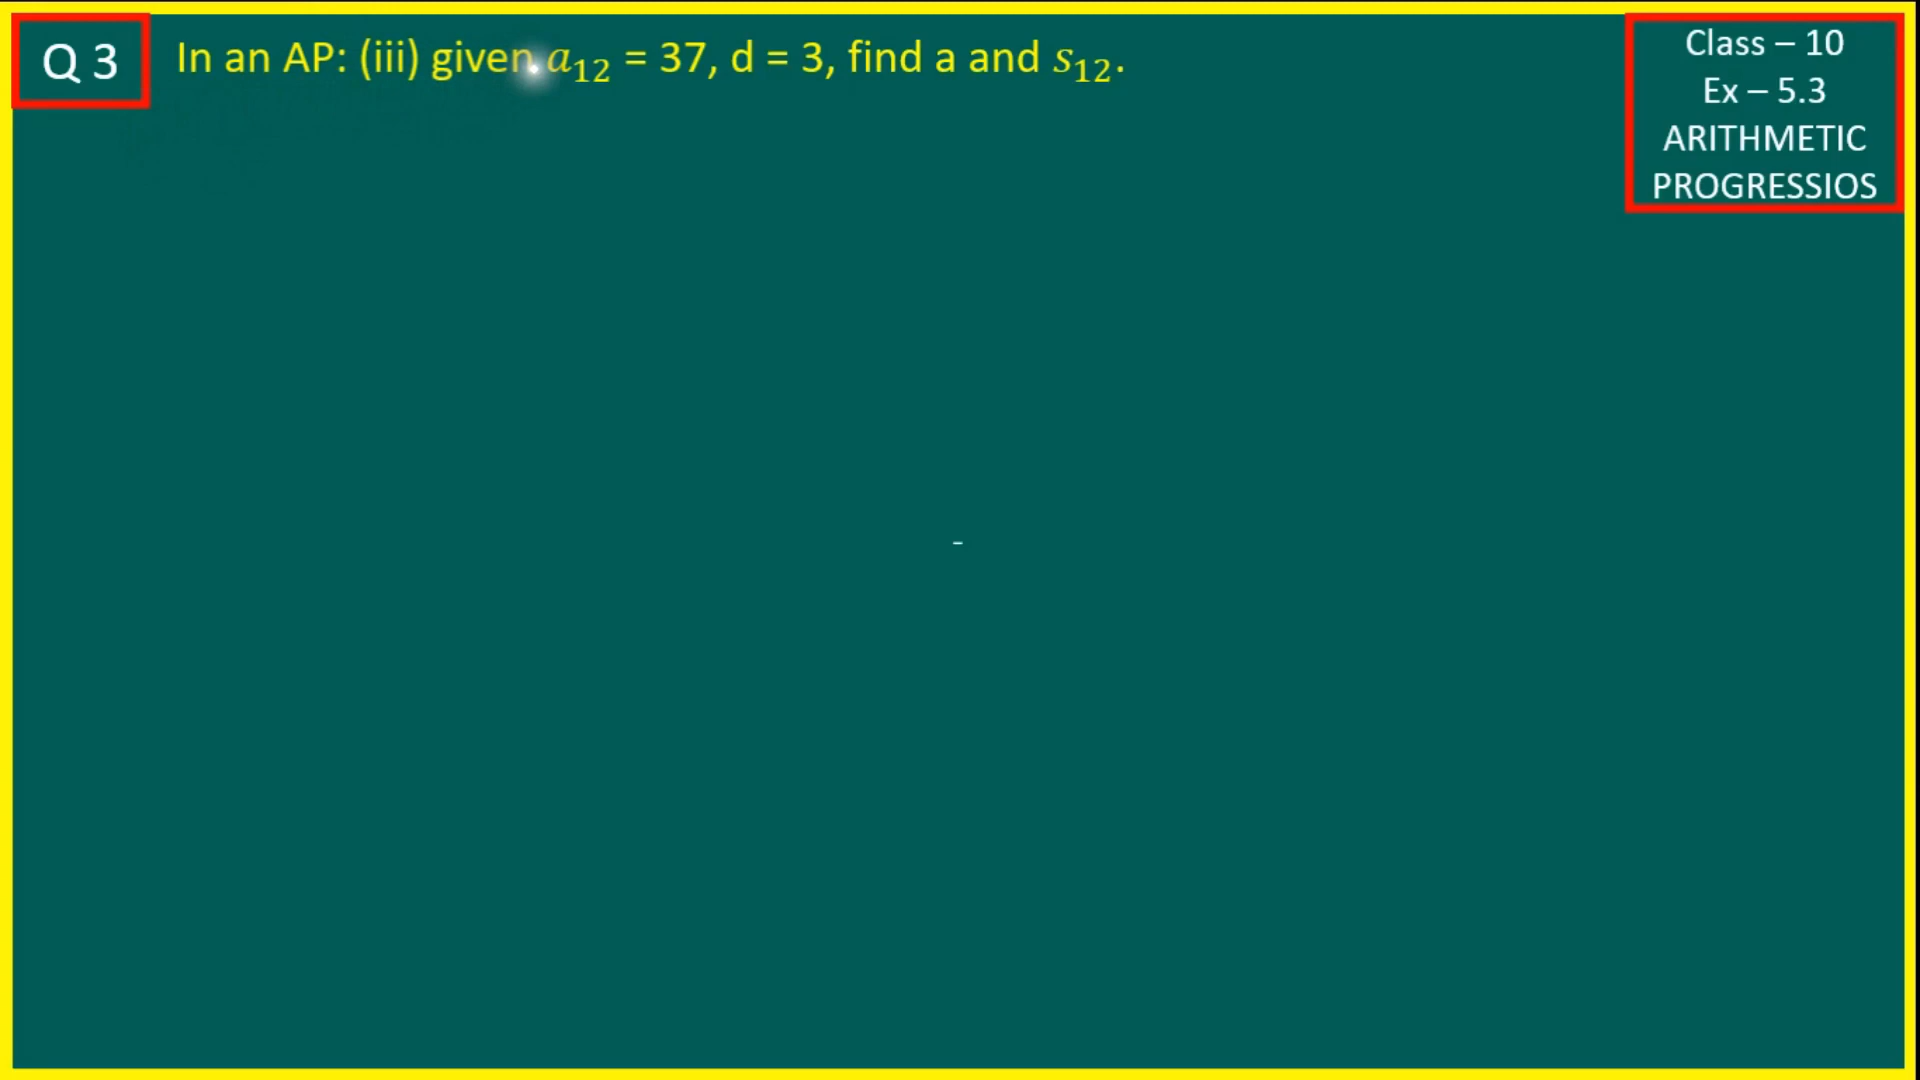 Q 3
In an AP: (iii) given a₁₂ = 37, d = 3, find a and s₁₂.
Class – 10
Ex – 5.3
ARITHMETIC
PROGRESSIOS
-